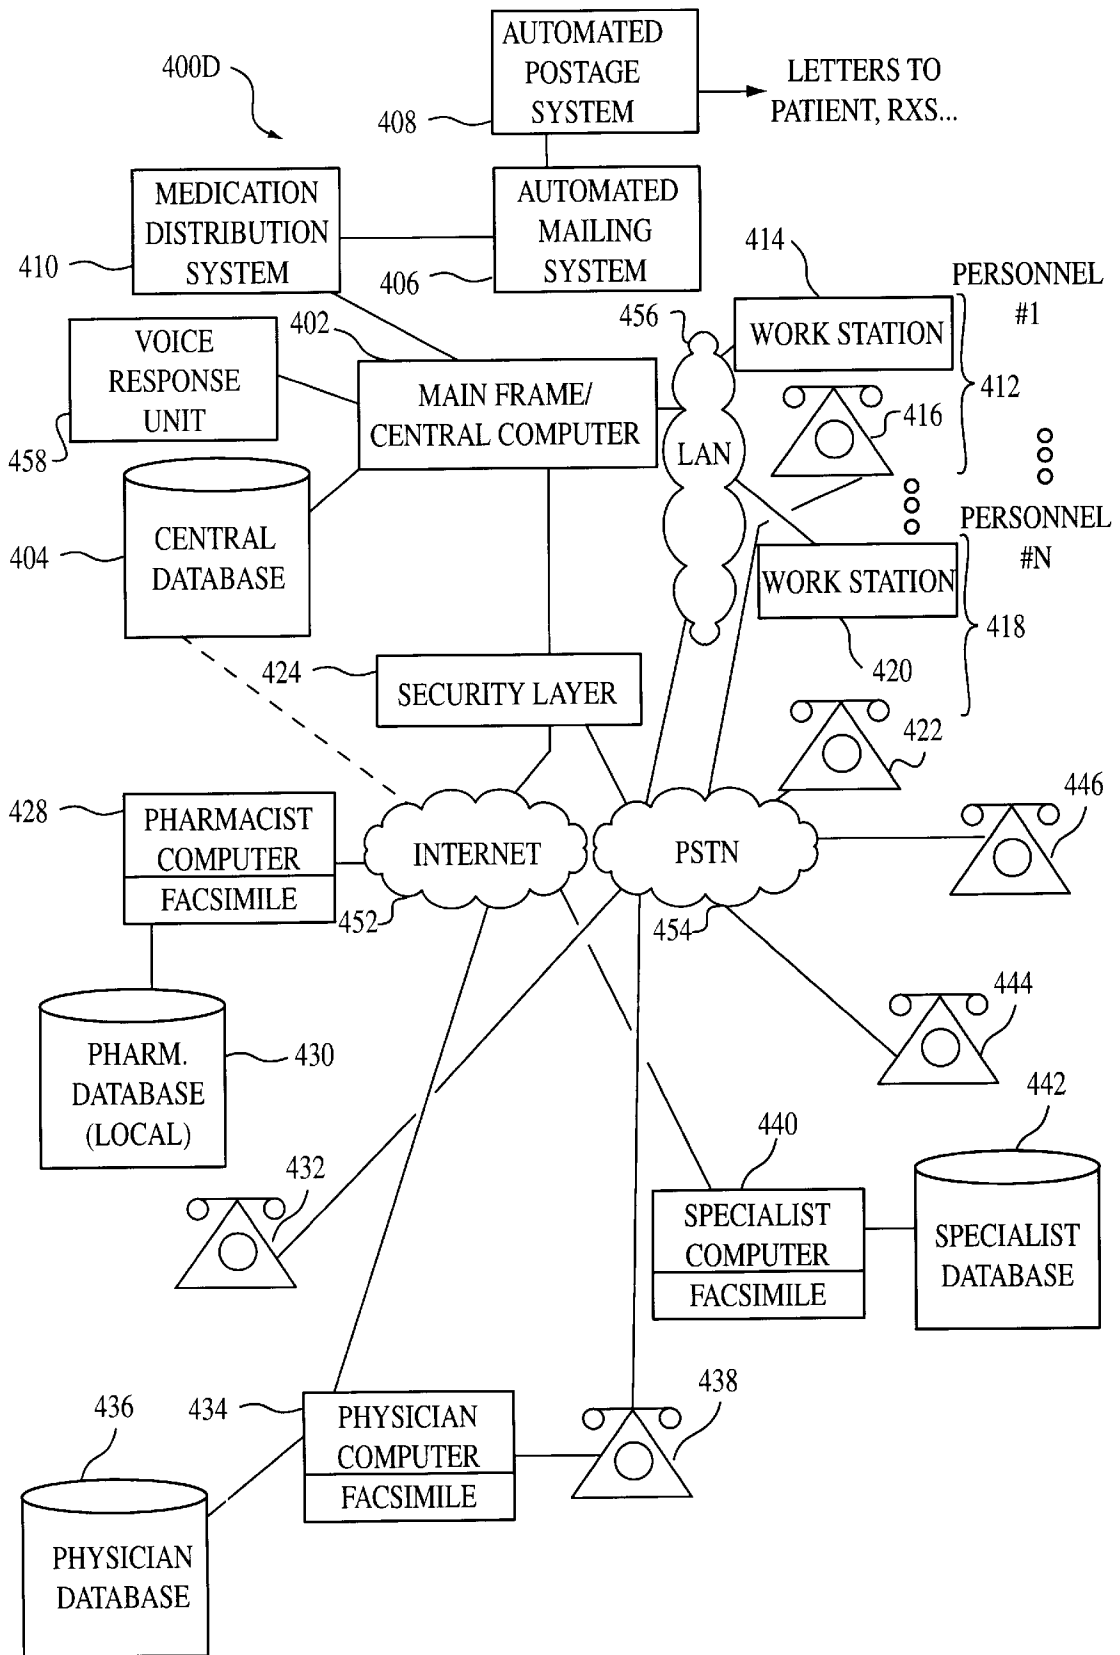 AUTOMATED
POSTAGE
SYSTEM
400D
LETTERS TO
PATIENT, RXS...
408
MEDICATION
DISTRIBUTION
SYSTEM
AUTOMATED
MAILING
SYSTEM
410
406
414
PERSONNEL
#1
402
456
VOICE
RESPONSE
UNIT
WORK STATION
MAIN FRAME/
CENTRAL COMPUTER
412
416
458
LAN
CENTRAL
DATABASE
404
PERSONNEL
#N
WORK STATION
418
424
420
SECURITY LAYER
422
428
PHARMACIST
COMPUTER
FACSIMILE
INTERNET
PSTN
446
452
454
444
PHARM.
DATABASE
(LOCAL)
430
442
440
432
SPECIALIST
COMPUTER
FACSIMILE
SPECIALIST
DATABASE
436
434
438
PHYSICIAN
COMPUTER
FACSIMILE
PHYSICIAN
DATABASE